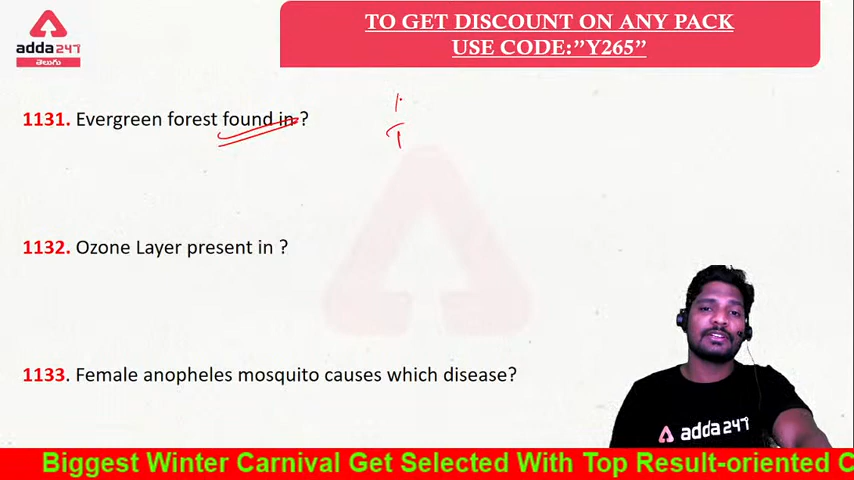 TO GET DISCOUNT ON ANY PACK
USE CODE:”Y265”
adda247
తెలుగు
1131. Evergreen forest found in ?
1132. Ozone Layer present in ?
1133. Female anopheles mosquito causes which disease?
adda247
Biggest Winter Carnival Get Selected With Top Result-oriented C